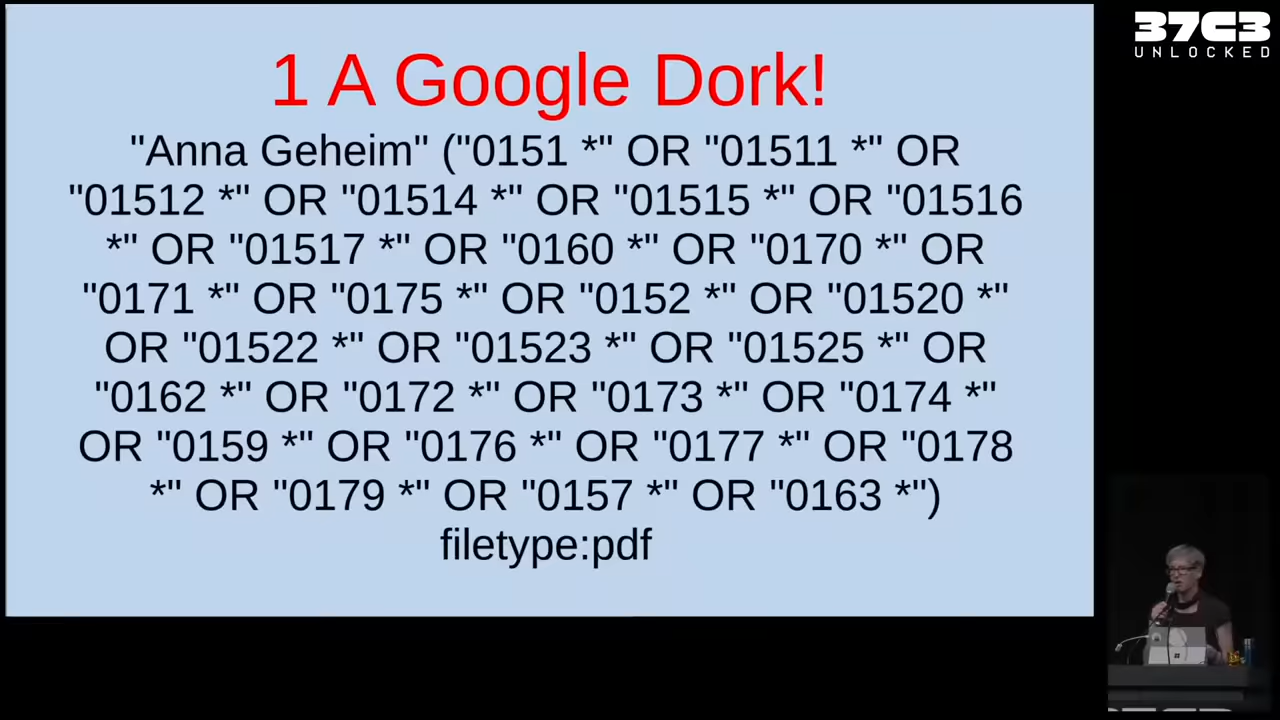 1 A Google Dork!
"Anna Geheim" ("0151 *" OR "01511 *" OR
"01512 *" OR "01514 *" OR "01515 *" OR "01516
*" OR "01517 *" OR "0160 *" OR "0170 *" OR
"0171 *" OR "0175 *" OR "0152 *" OR "01520 *"
OR "01522 *" OR "01523 *" OR "01525 *" OR
"0162 *" OR "0172 *" OR "0173 *" OR "0174 *"
OR "0159 *" OR "0176 *" OR "0177 *" OR "0178
*" OR "0179 *" OR "0157 *" OR "0163 *")
filetype:pdf
37C3
UNLOCKED